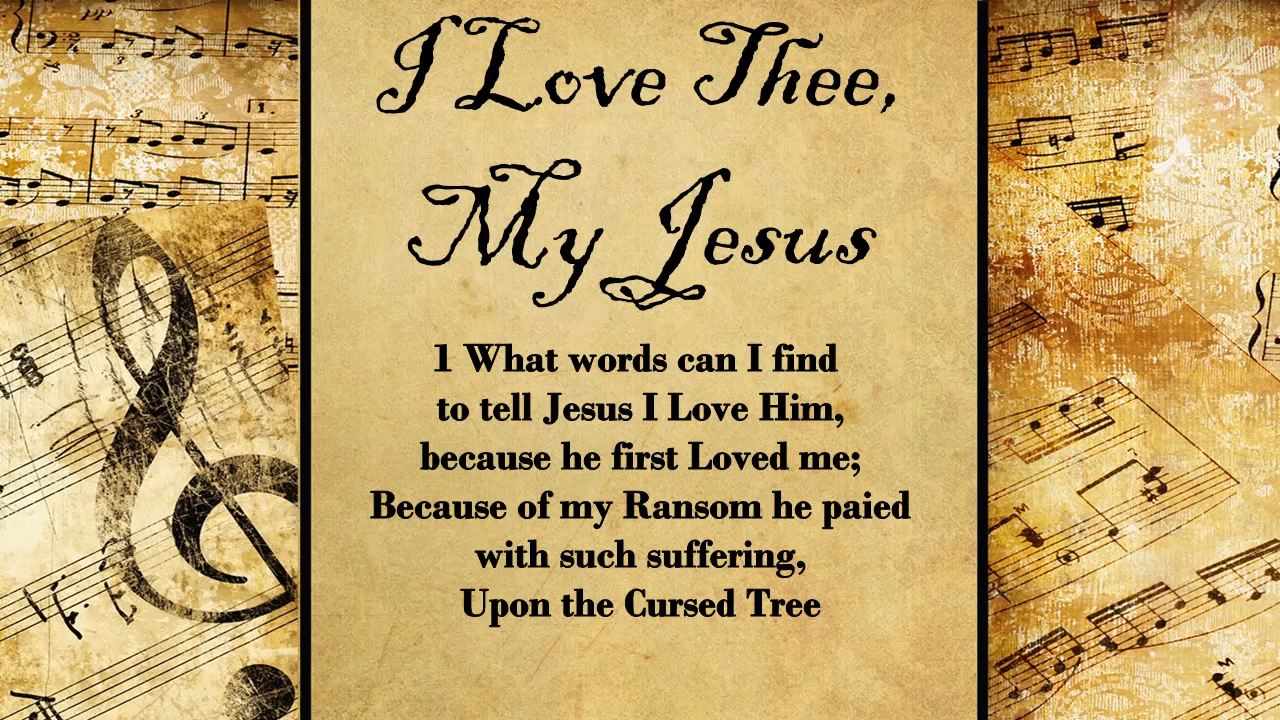 I Love Thee,
My Jesus
1 What words can I find
to tell Jesus I Love Him,
because he first Loved me;
Because of my Ransom he paied
with such suffering,
Upon the Cursed Tree